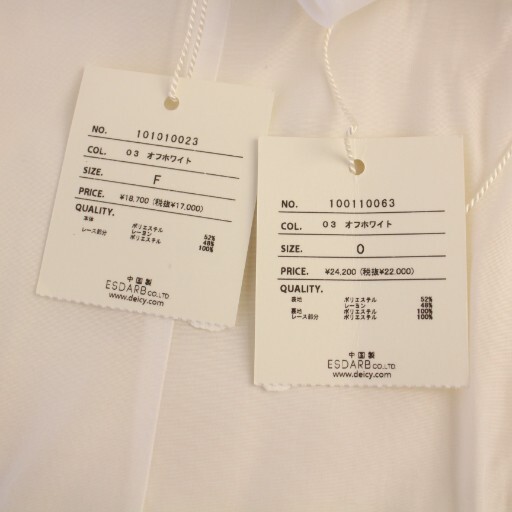 NO. 101010023
COL. 03 オフホワイト
SIZE. F
PRICE. ¥18,700 (税抜¥17,000)
QUALITY.
本体 ポリエステル 52%
レーヨン 48%
レース部分 ポリエステル 100%
中国製
ESDARB CO.,LTD
www.deicy.com
NO. 100110063
COL. 03 オフホワイト
SIZE. 0
PRICE. ¥24,200 (税抜¥22,000)
QUALITY.
表地 ポリエステル 52%
レーヨン 48%
裏地 ポリエステル 100%
レース部分 ポリエステル 100%
中国製
ESDARB CO.,LTD
www.deicy.com